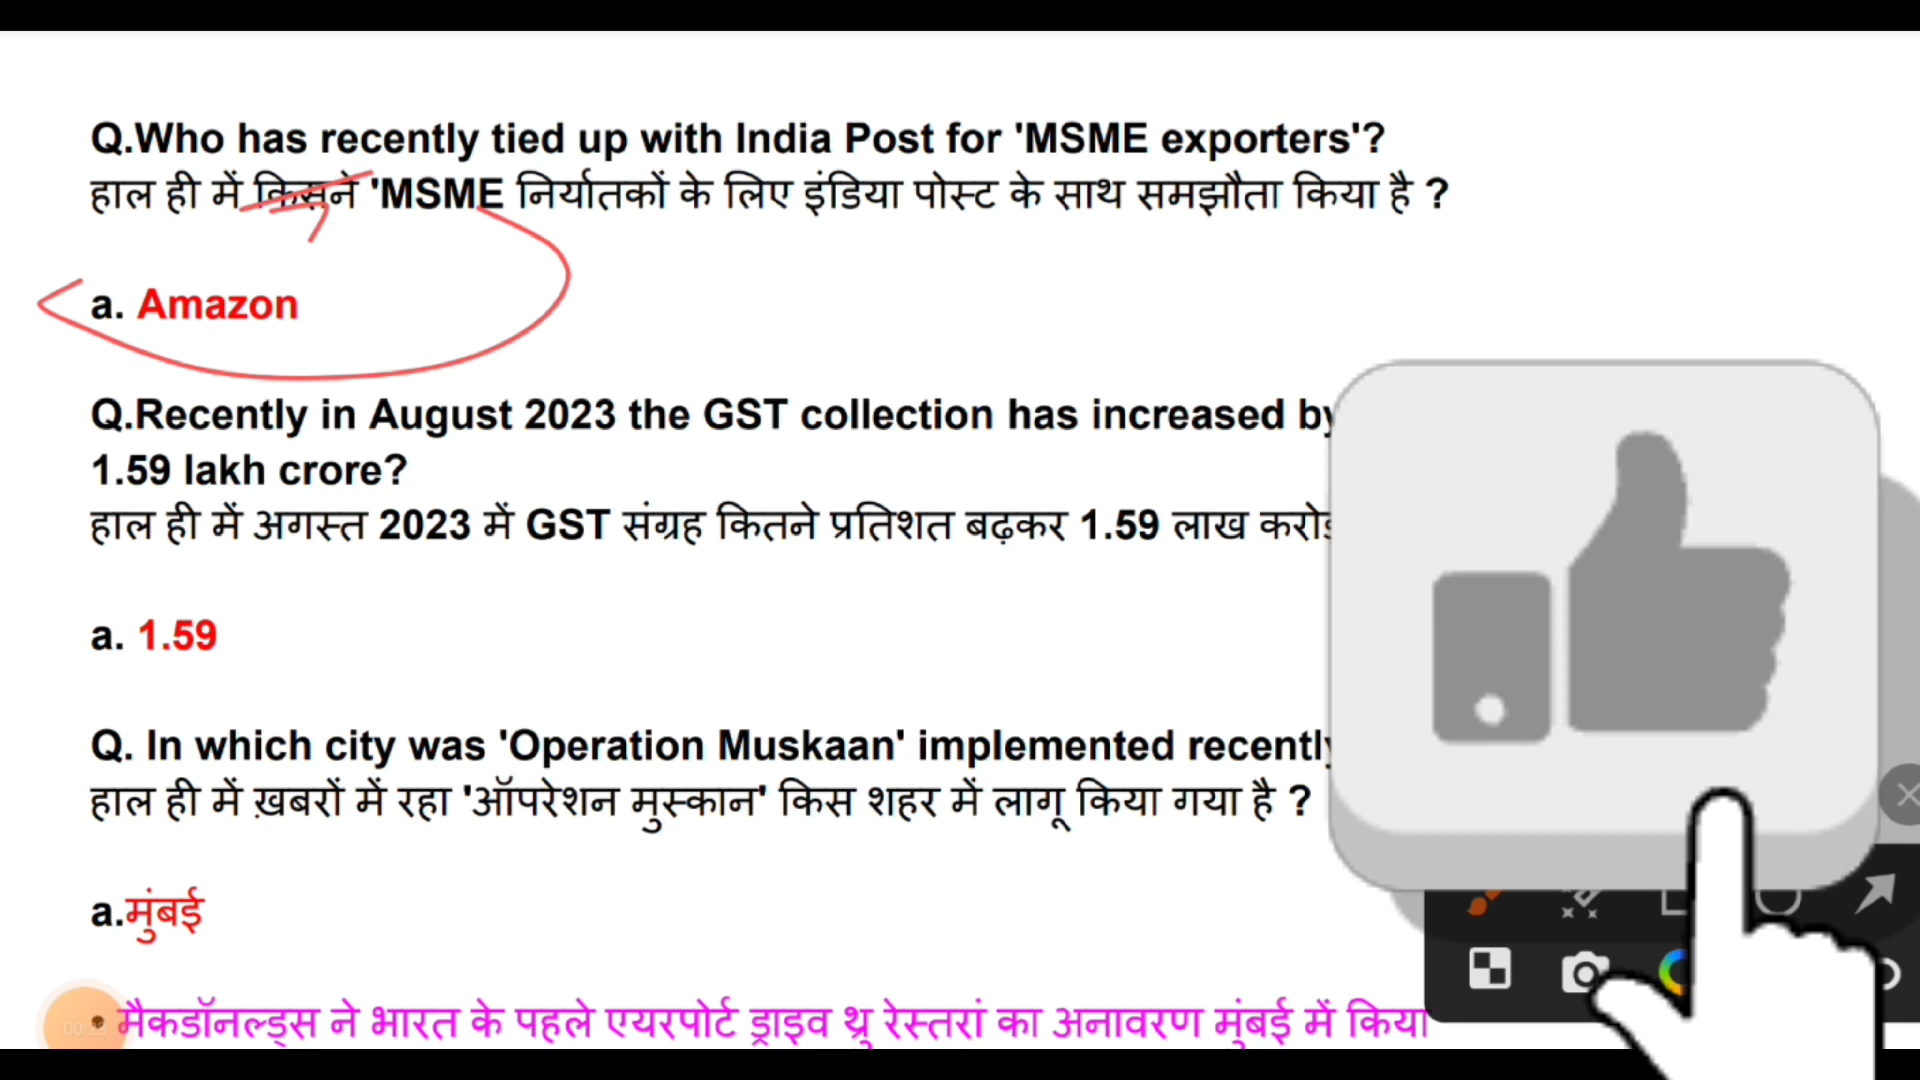 Q.Who has recently tied up with India Post for 'MSME exporters'?
हाल ही में किसने 'MSME निर्यातकों के लिए इंडिया पोस्ट के साथ समझौता किया है ?
a. Amazon
Q.Recently in August 2023 the GST collection has increased by
1.59 lakh crore?
हाल ही में अगस्त 2023 में GST संग्रह कितने प्रतिशत बढ़कर 1.59 लाख
a. 1.59
Q. In which city was 'Operation Muskaan' implemented
हाल ही में ख़बरों में रहा 'ऑपरेशन मुस्कान' किस शहर में लागू किया गया है ?
a.मुंबई
• मैकडॉनल्ड्स ने भारत के पहले एयरपोर्ट ड्राइव थ्रु रेस्तरां का अनावरण मुंबई में किया